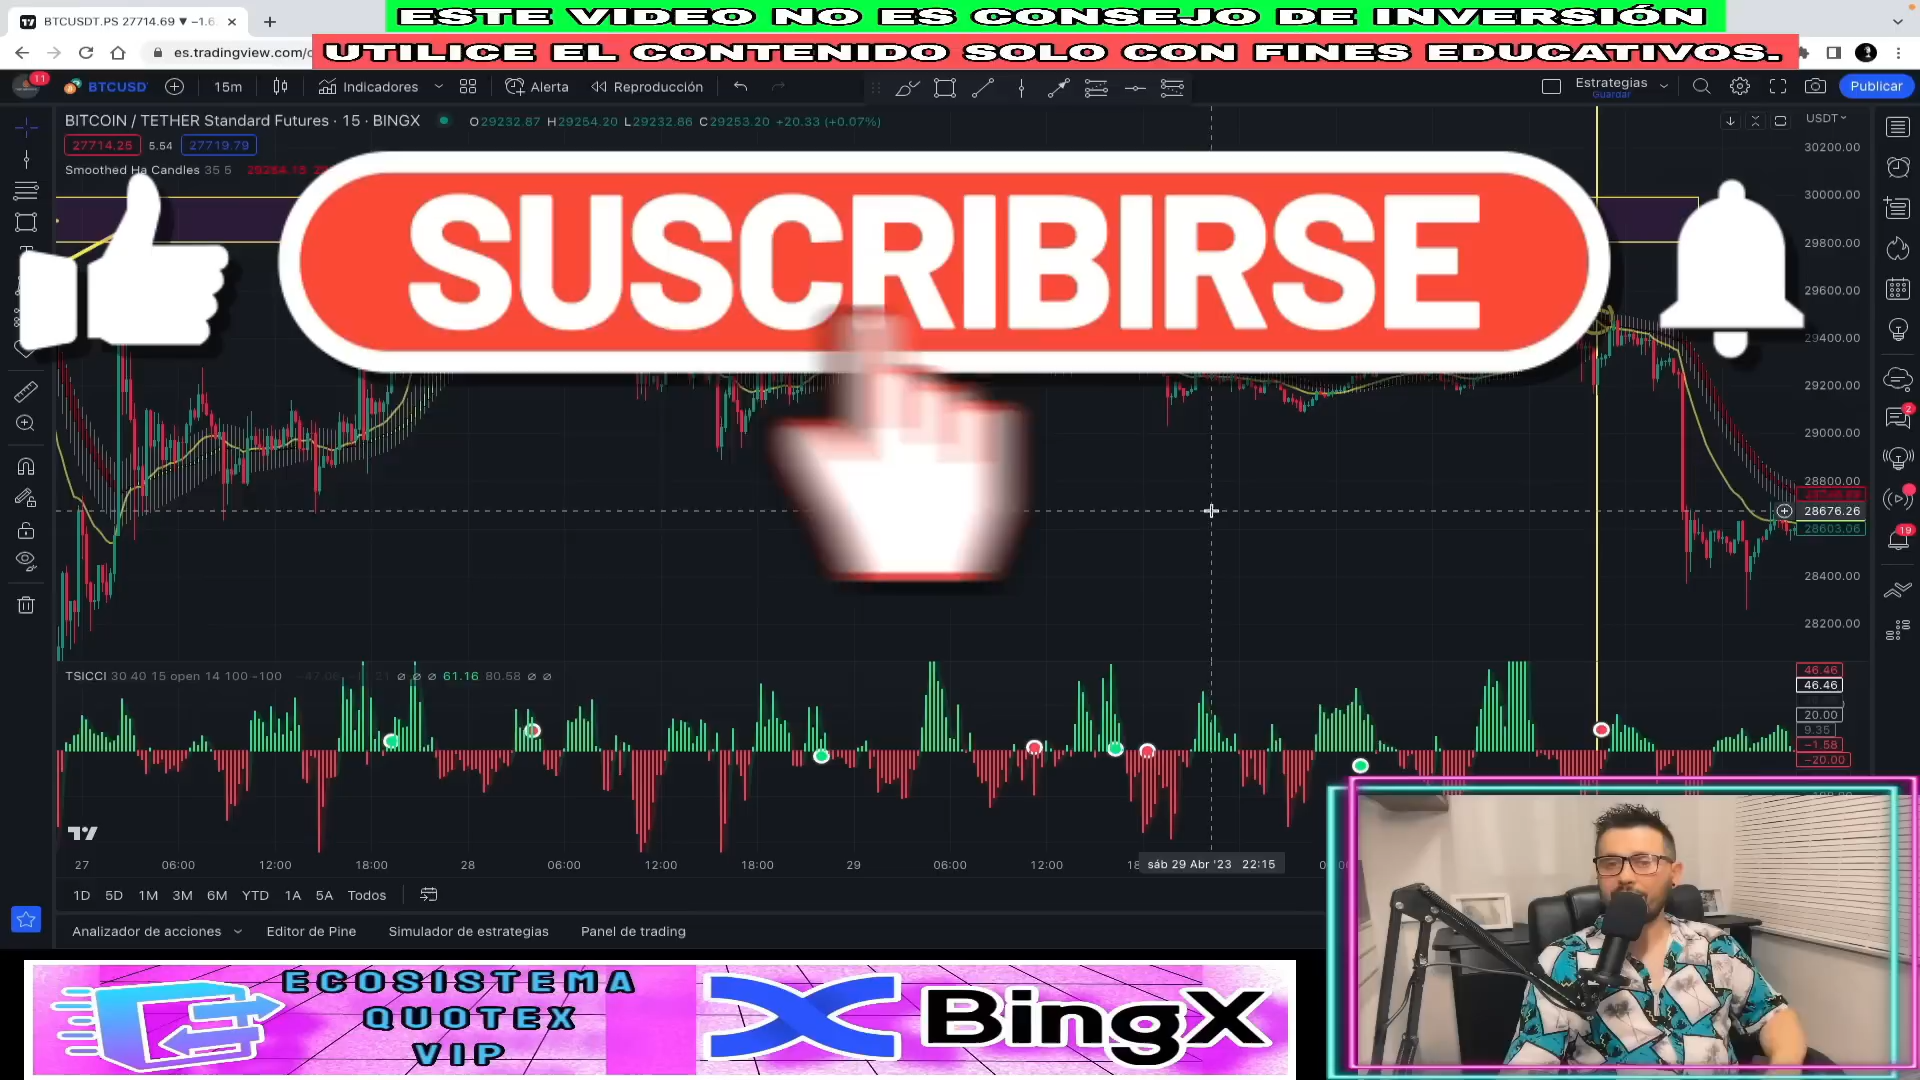 BTCUSDT.PS 27714.69 ▼ −1.6
ESTE VIDEO NO ES CONSEJO DE INVERSIÓN
es.tradingview.com/c
UTILICE EL CONTENIDO SOLO CON FINES EDUCATIVOS.
11
BTCUSD
15m
Indicadores
Alerta
Reproducción
Estrategias
Guardar
Publicar
BITCOIN / TETHER Standard Futures · 15 · BINGX
O29232.87 H29254.20 L29232.86 C29253.20 +20.33 (+0.07%)
USDT
27714.25 5.54 27719.79
Smoothed Ha Candles 35 5
SUSCRIBIRSE
30200.00
30000.00
29800.00
29600.00
29400.00
29200.00
29000.00
28800.00
28676.26
28603.06
28400.00
28200.00
2
19
TSICCI 30 40 15 open 14 100 -100
61.16 80.58
46.46
46.46
20.00
9.35
−1.58
−20.00
27 06:00 12:00 18:00 28 06:00 12:00 18:00 29 06:00 12:00
sáb 29 Abr '23 22:15
1D 5D 1M 3M 6M YTD 1A 5A Todos
Analizador de acciones
Editor de Pine
Simulador de estrategias
Panel de trading
ECOSISTEMA
QUOTEX
VIP
BingX